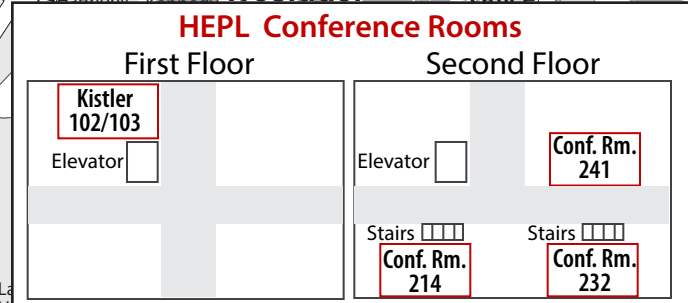 HEPL Conference Rooms
First Floor
Second Floor
Kistler
102/103
Elevator
Elevator
Conf. Rm.
241
Stairs
Stairs
Conf. Rm.
214
Conf. Rm.
232